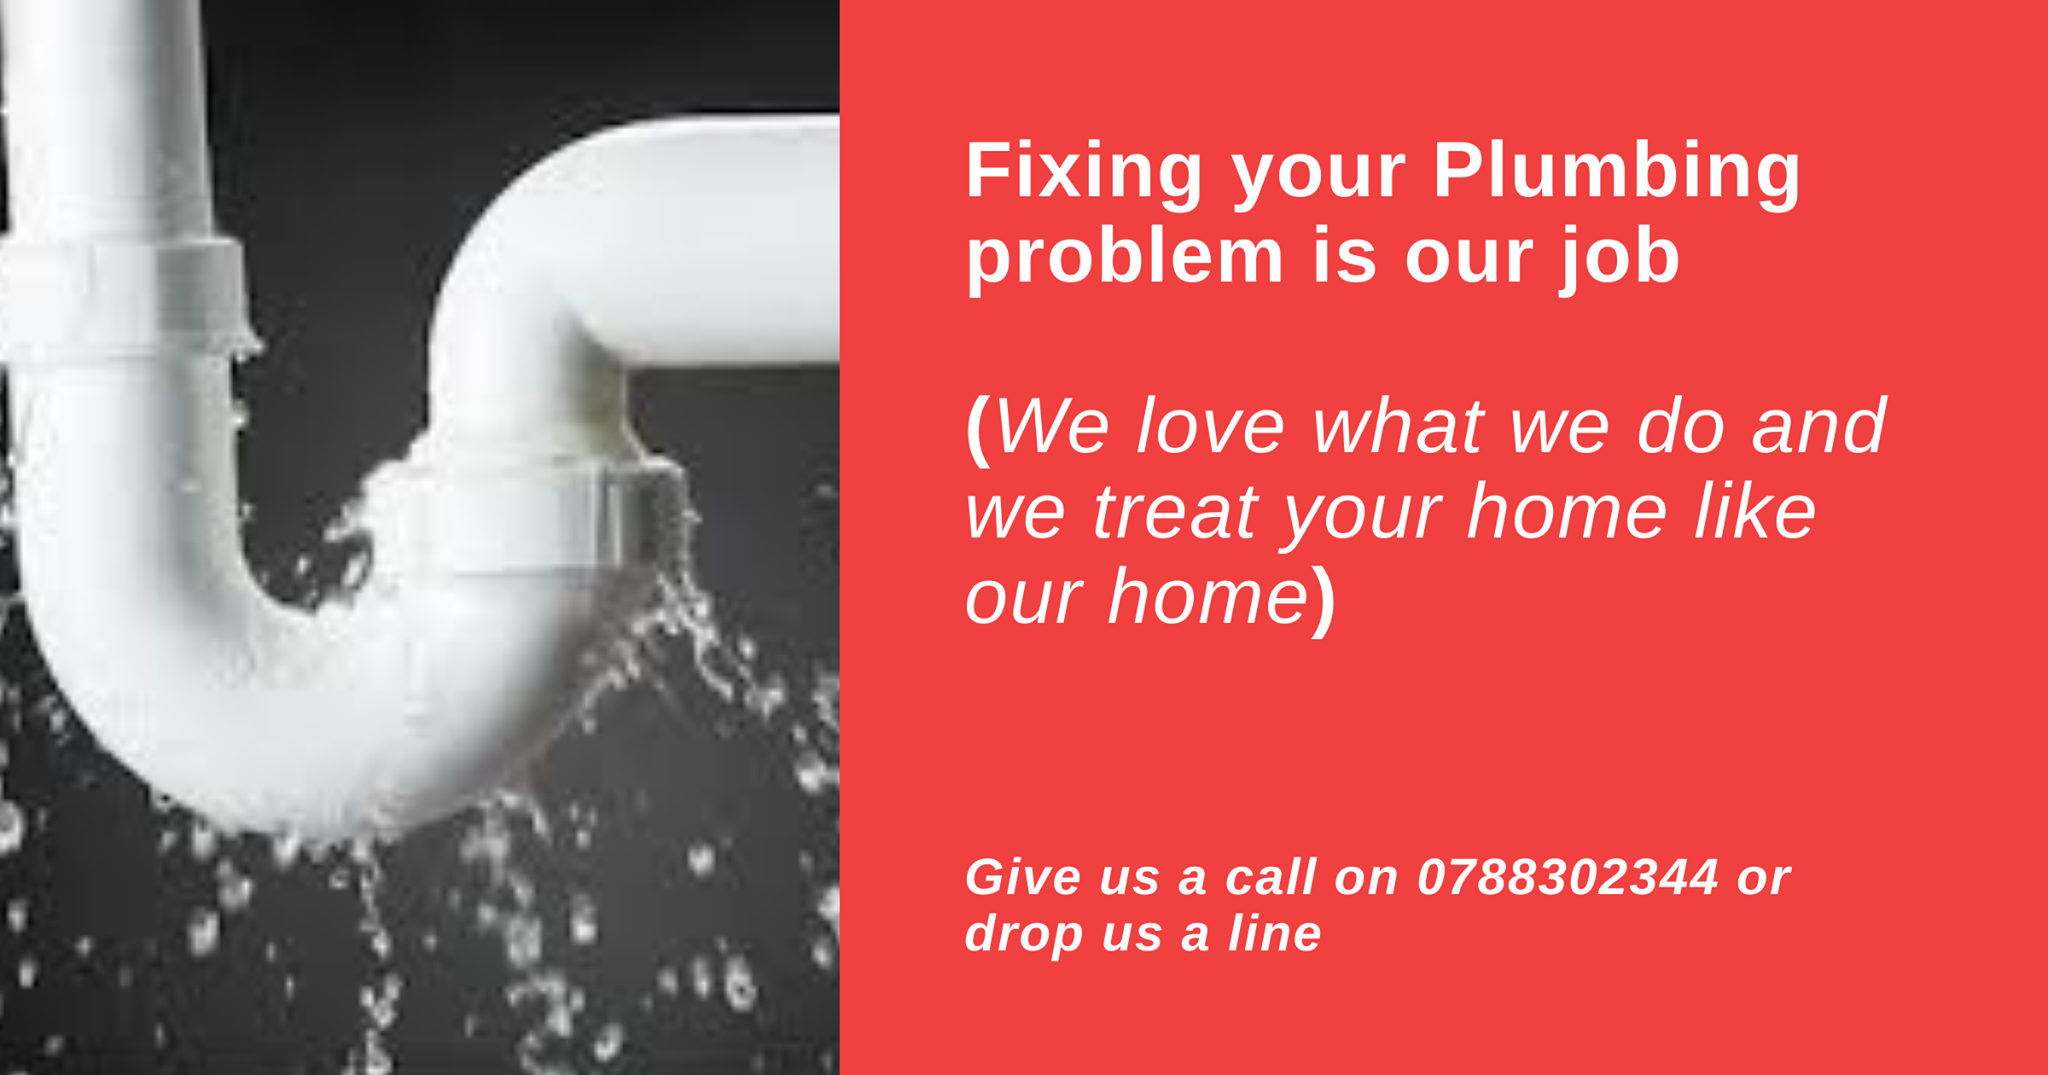 Fixing your Plumbing
problem is our job
(We love what we do and
we treat your home like
our home)
Give us a call on 0788302344 or
drop us a line